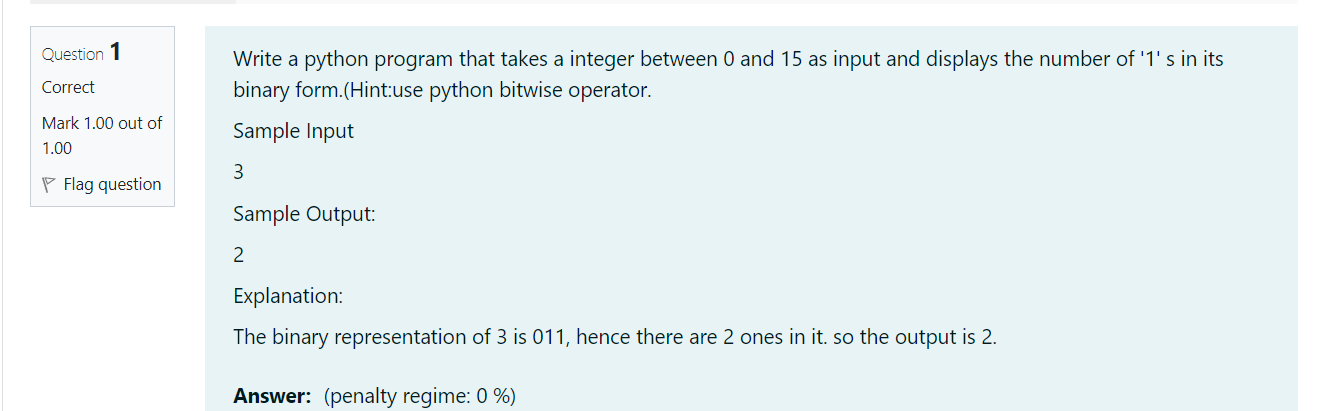 Question 1
Correct
Mark 1.00 out of
1.00
Flag question
Write a python program that takes a integer between 0 and 15 as input and displays the number of '1' s in its
binary form.(Hint:use python bitwise operator.
Sample Input
3
Sample Output:
2
Explanation:
The binary representation of 3 is 011, hence there are 2 ones in it. so the output is 2.
Answer: (penalty regime: 0 %)